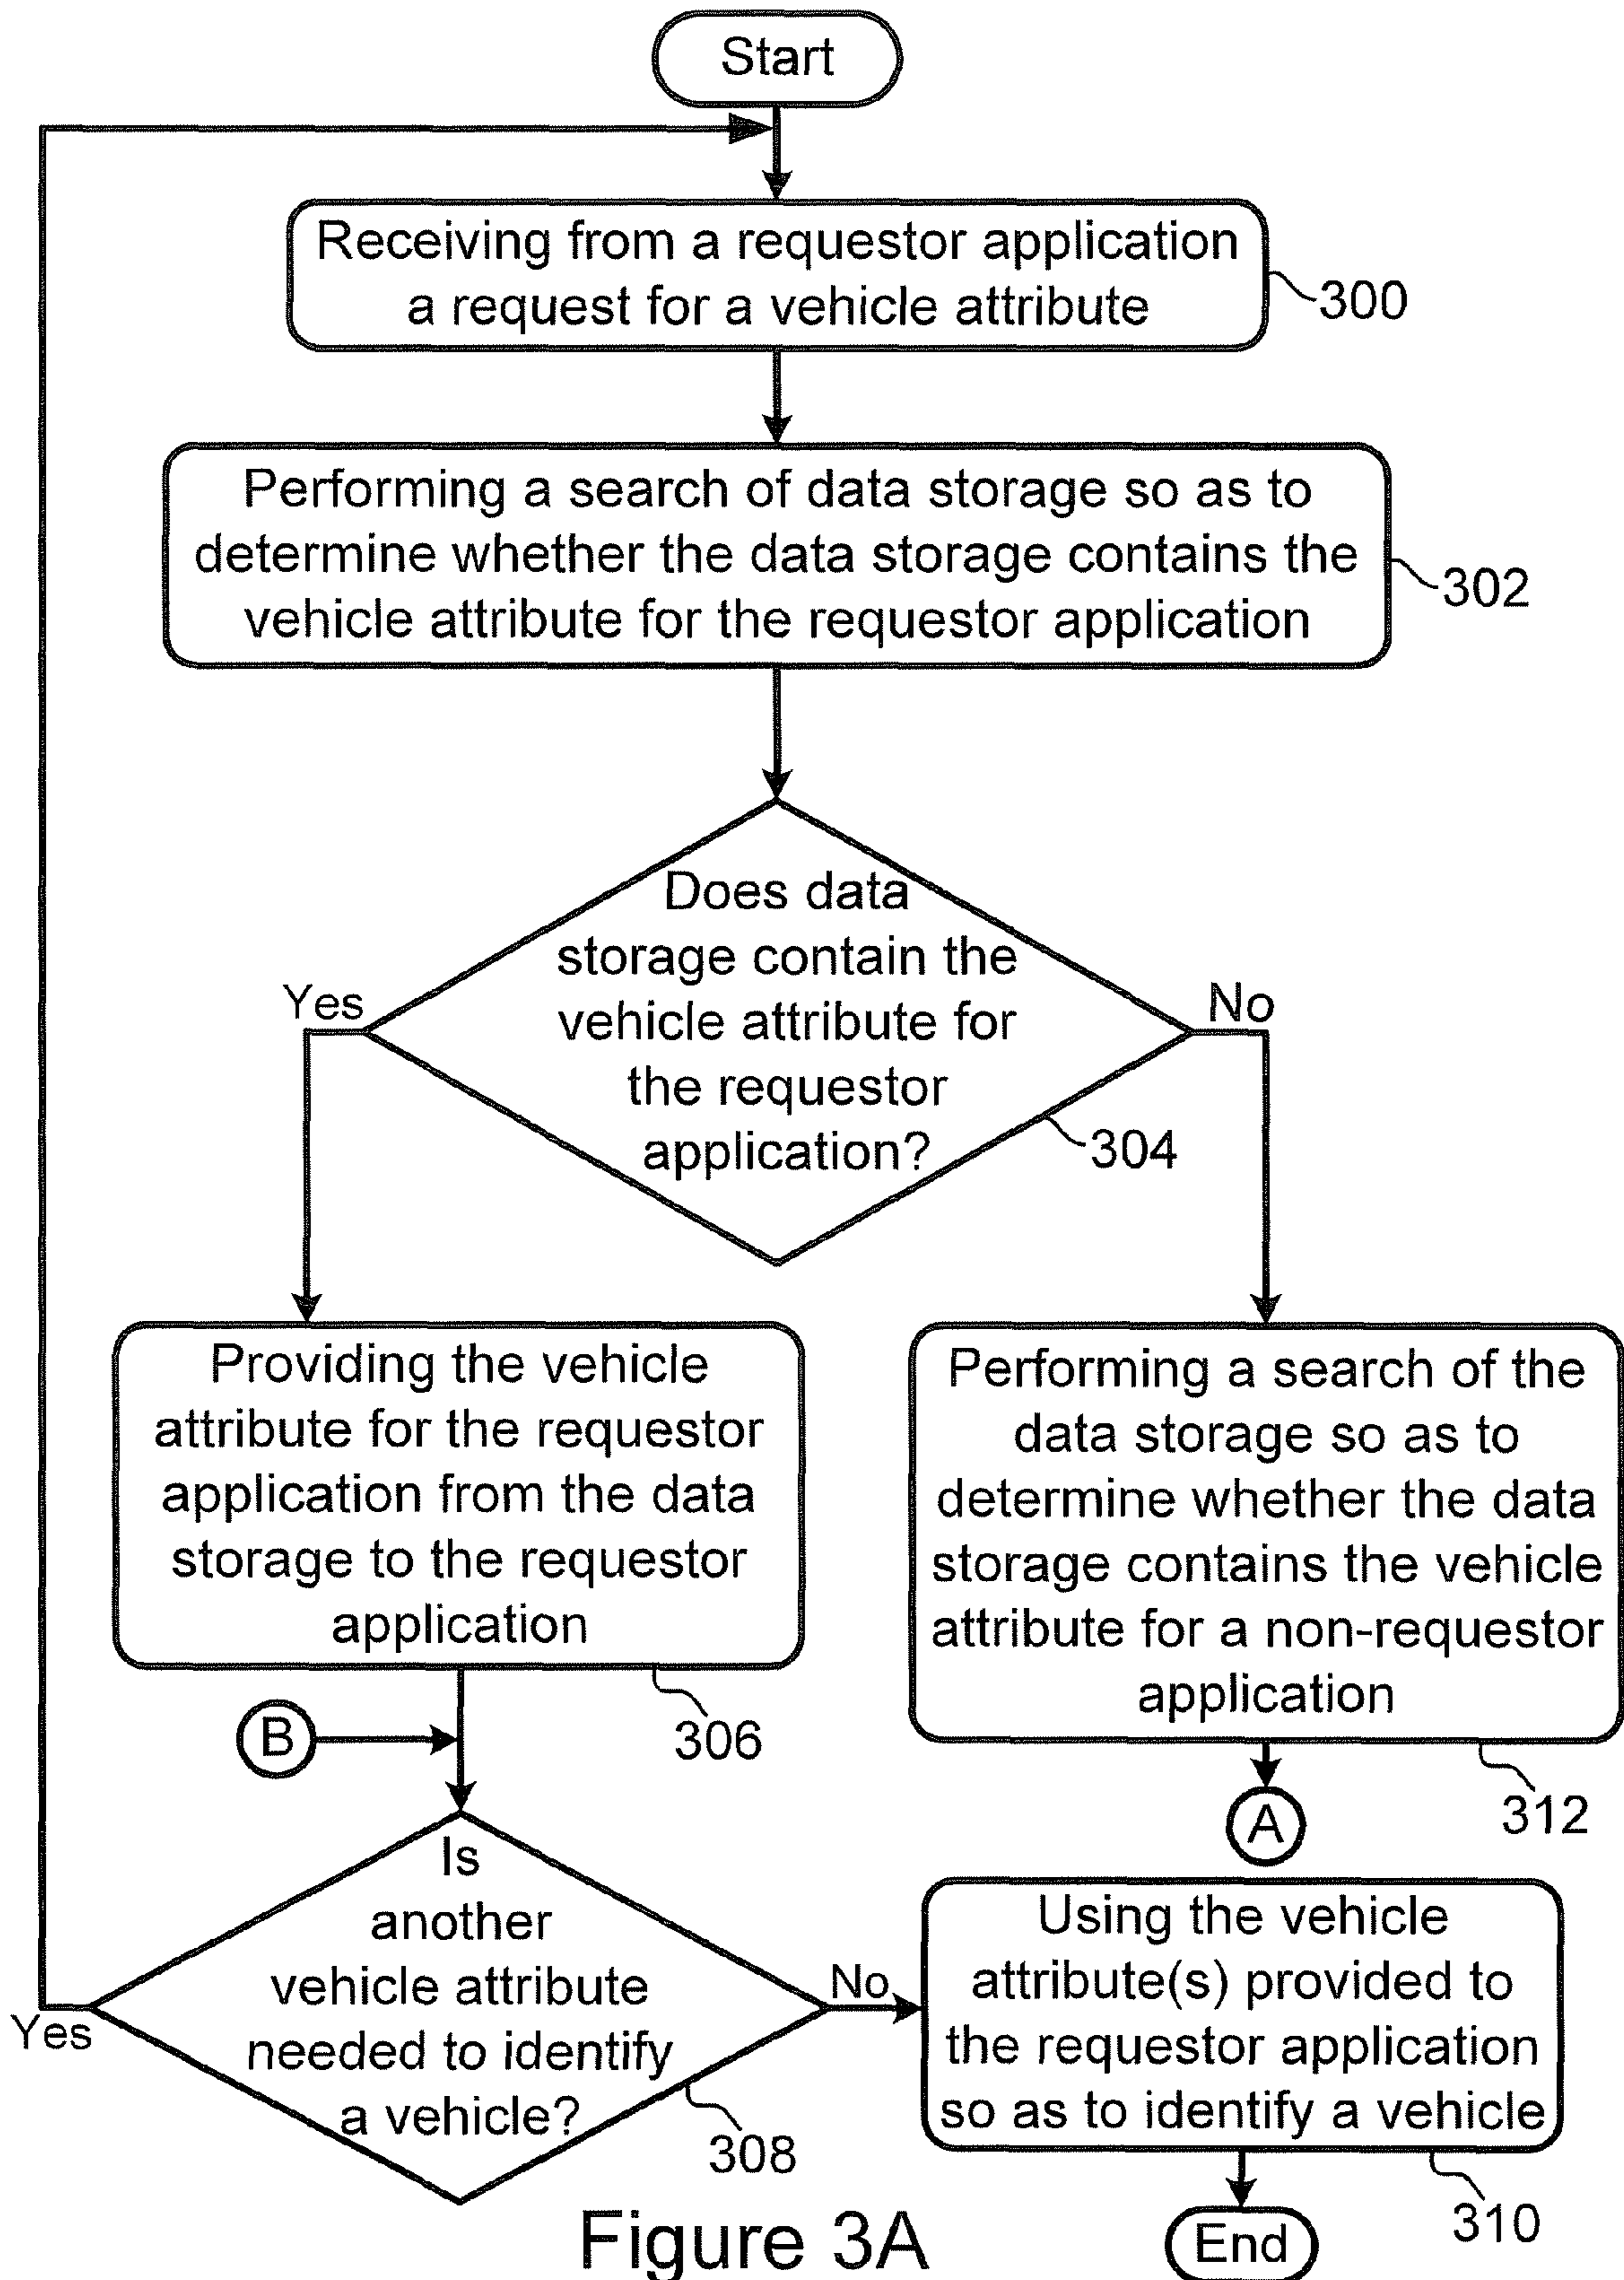 Start
Receiving from a requestor application
a request for a vehicle attribute
300
Performing a search of data storage so as to
determine whether the data storage contains the
vehicle attribute for the requestor application
302
Does data
storage contain the
vehicle attribute for
the requestor
application?
Yes
No
304
Providing the vehicle
attribute for the requestor
application from the data
storage to the requestor
application
306
Performing a search of the
data storage so as to
determine whether the data
storage contains the vehicle
attribute for a non-requestor
application
312
B
A
Is
another
vehicle attribute
needed to identify
a vehicle?
Yes
No
308
Using the vehicle
attribute(s) provided to
the requestor application
so as to identify a vehicle
310
End
Figure 3A